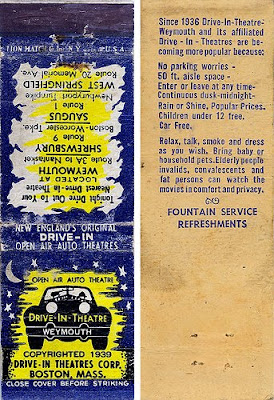 LION MATCH CO. N.Y. MADE IN U.S.A.
Tonight Drive Out To Your
Nearest Drive-in Theatre
LOCATED AT
WEYMOUTH
Route 3A to Nantasket
SHREWSBURY
Route 9
Boston-Worcester Tpke.
SAUGUS
Route 1
Newburyport Turnpike
WEST SPRINGFIELD
Route 20, Memorial Ave.
NEW ENGLAND'S ORIGINAL
DRIVE-IN
OPEN AIR AUTO THEATRES
OPEN AIR AUTO THEATRE
DRIVE-IN-THEATRE
WEYMOUTH
COPYRIGHTED 1939
DRIVE-IN THEATRES CORP.
BOSTON, MASS.
CLOSE COVER BEFORE STRIKING
Since 1936 Drive-In-Theatre-
Weymouth and its affiliated
Drive - In - Theatres are be-
coming more popular because:
No parking worries -
50 ft. aisle space -
Enter or leave at any time-
Continuous dusk-midnight-
Rain or Shine, Popular Prices.
Children under 12 free.
Car Free.
Relax, talk, smoke and dress
as you wish. Bring baby or
household pets. Elderly people
invalids, convalescents and
fat persons can watch the
movies in comfort and privacy.
FOUNTAIN SERVICE
REFRESHMENTS